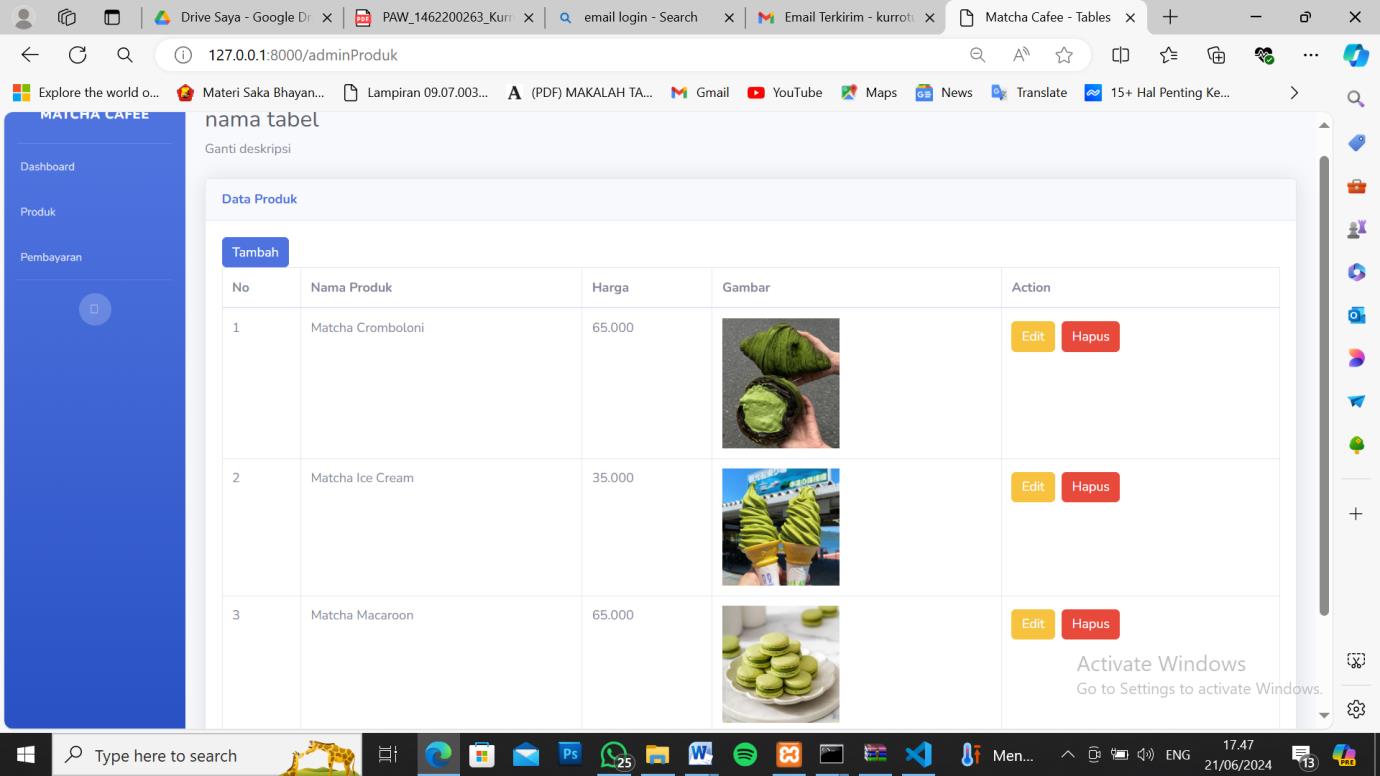 Drive Saya - Google Dr
PAW_1462200263_Kurr
email login - Search
Email Terkirim - kurrotu
Matcha Cafee - Tables
127.0.0.1:8000/adminProduk
Explore the world o...
Materi Saka Bhayan...
Lampiran 09.07.003...
(PDF) MAKALAH TA...
Gmail
YouTube
Maps
News
Translate
15+ Hal Penting Ke...
MATCHA CAFEE
Dashboard
Produk
Pembayaran
nama tabel
Ganti deskripsi
Data Produk
Tambah
No Nama Produk Harga Gambar Action
1 Matcha Cromboloni 65.000 Edit Hapus
2 Matcha Ice Cream 35.000 Edit Hapus
3 Matcha Macaroon 65.000 Edit Hapus
Activate Windows
Go to Settings to activate Windows.
Type here to search
25
Men...
ENG
17.47
21/06/2024
13
PRE